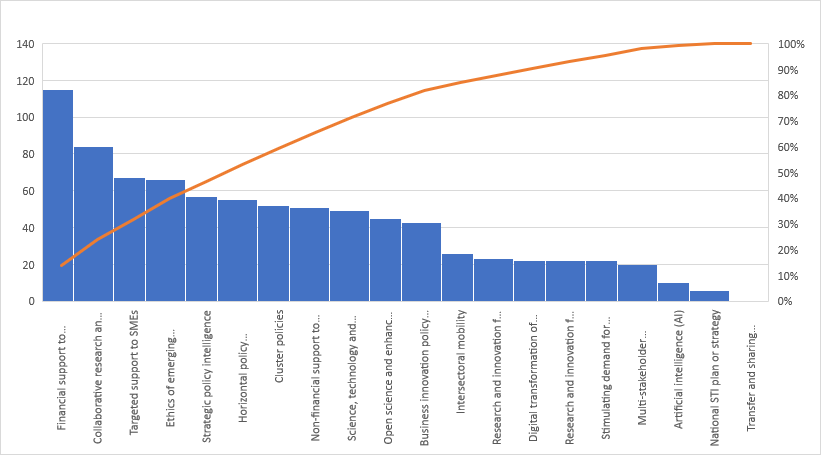 140
120
100
80
60
40
20
0
100%
90%
80%
70%
60%
50%
40%
30%
20%
10%
0%
Financial support to...
Collaborative research an...
Targeted support to SMEs
Ethics of emerging...
Strategic policy intelligence
Horizontal policy...
Cluster policies
Non-financial support to...
Science, technology and...
Open science and enhanc...
Business innovation policy...
Intersectoral mobility
Research and innovation f...
Digital transformation of...
Research and innovation f...
Stimulating demand for...
Multi-stakeholder...
Artificial intelligence (AI)
National STI plan or strategy
Transfer and sharing...